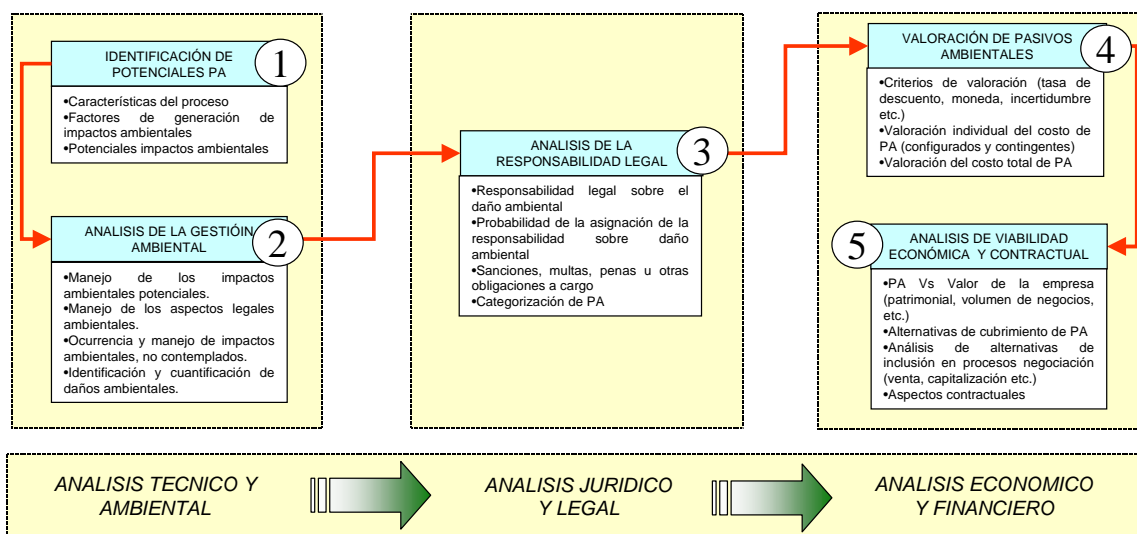 IDENTIFICACIÓN DE
POTENCIALES PA
1
•Características del proceso
•Factores de generación de
impactos ambientales
•Potenciales impactos ambientales
ANALISIS DE LA GESTIÓIN
AMBIENTAL
2
•Manejo de los impactos
ambientales potenciales.
•Manejo de los aspectos legales
ambientales.
•Ocurrencia y manejo de impactos
ambientales, no contemplados.
•Identificación y cuantificación de
daños ambientales.
ANALISIS DE LA
RESPONSABILIDAD LEGAL
3
•Responsabilidad legal sobre el
daño ambiental
•Probabilidad de la asignación de la
responsabilidad sobre daño
ambiental
•Sanciones, multas, penas u otras
obligaciones a cargo
•Categorización de PA
VALORACIÓN DE PASIVOS
AMBIENTALES
4
•Criterios de valoración (tasa de
descuento, moneda, incertidumbre
etc.)
•Valoración individual del costo de
PA (configurados y contingentes)
•Valoración del costo total de PA
5
ANALISIS DE VIABILIDAD
ECONÓMICA Y CONTRACTUAL
•PA Vs Valor de la empresa
(patrimonial, volumen de negocios,
etc.)
•Alternativas de cubrimiento de PA
•Análisis de alternativas de
inclusión en procesos negociación
(venta, capitalización etc.)
•Aspectos contractuales
ANALISIS TECNICO Y
AMBIENTAL
ANALISIS JURIDICO
Y LEGAL
ANALISIS ECONOMICO
Y FINANCIERO